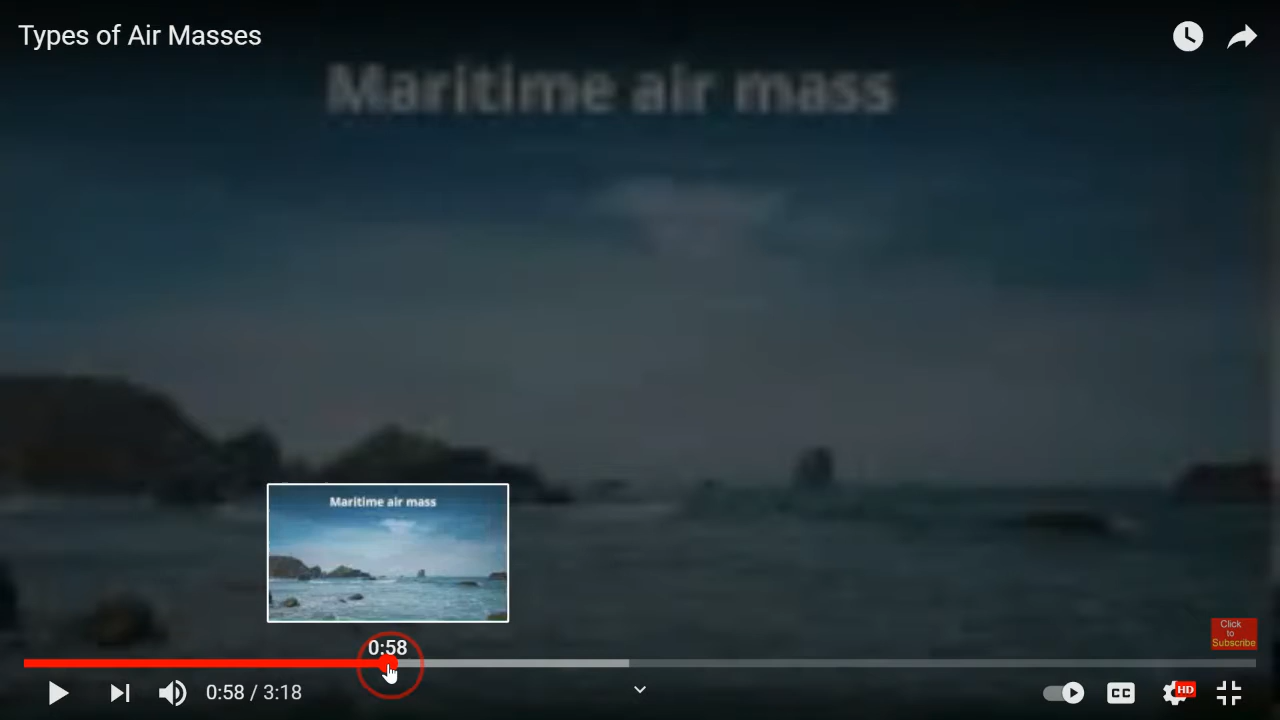 Types of Air Masses
Maritime air mass
Maritime air mass
0:58
Click
to
Subscribe
0:58 / 3:18
CC
HD